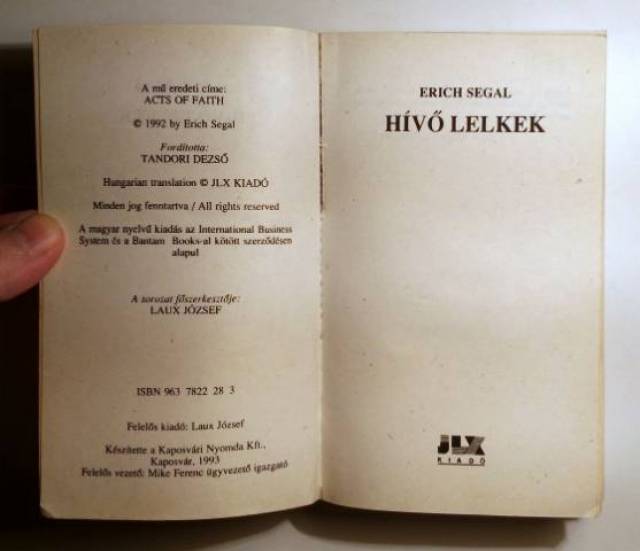 A mű eredeti címe:
ACTS OF FAITH
© 1992 by Erich Segal
Fordította:
TANDORI DEZSŐ
Hungarian translation © JLX KIADÓ
Minden jog fenntartva / All rights reserved
A magyar nyelvű kiadás az International Business
System és a Bantam Books-al kötött szerződésen
alapul
A sorozat főszerkesztője:
LAUX JÓZSEF
ISBN 963 7822 28 3
Felelős kiadó: Laux József
Készítette a Kaposvári Nyomda Kft.,
Kaposvár, 1993
Felelős vezető: Mike Ferenc ügyvezető igazgató
ERICH SEGAL
HÍVŐ LELKEK
JLX
KIADÓ